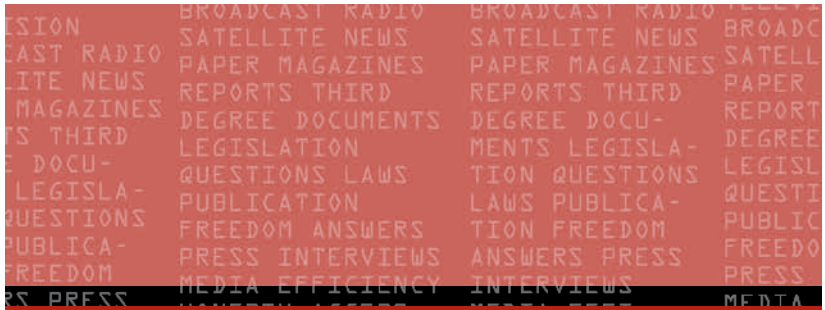 ISION
CAST RADIO
LITE NEWS
MAGAZINES
TS THIRD
E DOCU-
LEGISLA-
QUESTIONS
PUBLICA-
FREEDOM
RS PRESS
BROADCAST RADIO
SATELLITE NEWS
PAPER MAGAZINES
REPORTS THIRD
DEGREE DOCUMENTS
LEGISLATION
QUESTIONS LAWS
PUBLICATION
FREEDOM ANSWERS
PRESS INTERVIEWS
MEDIA EFFICIENCY
BROADCAST RADIO
SATELLITE NEWS
PAPER MAGAZINES
REPORTS THIRD
DEGREE DOCU-
MENTS LEGISLA-
TION QUESTIONS
LAWS PUBLICA-
TION FREEDOM
ANSWERS PRESS
INTERVIEWS
BROADC
SATELL
PAPER
REPORT
DEGREE
LEGISL
QUESTI
PUBLIC
FREEDO
PRESS
MEDIA